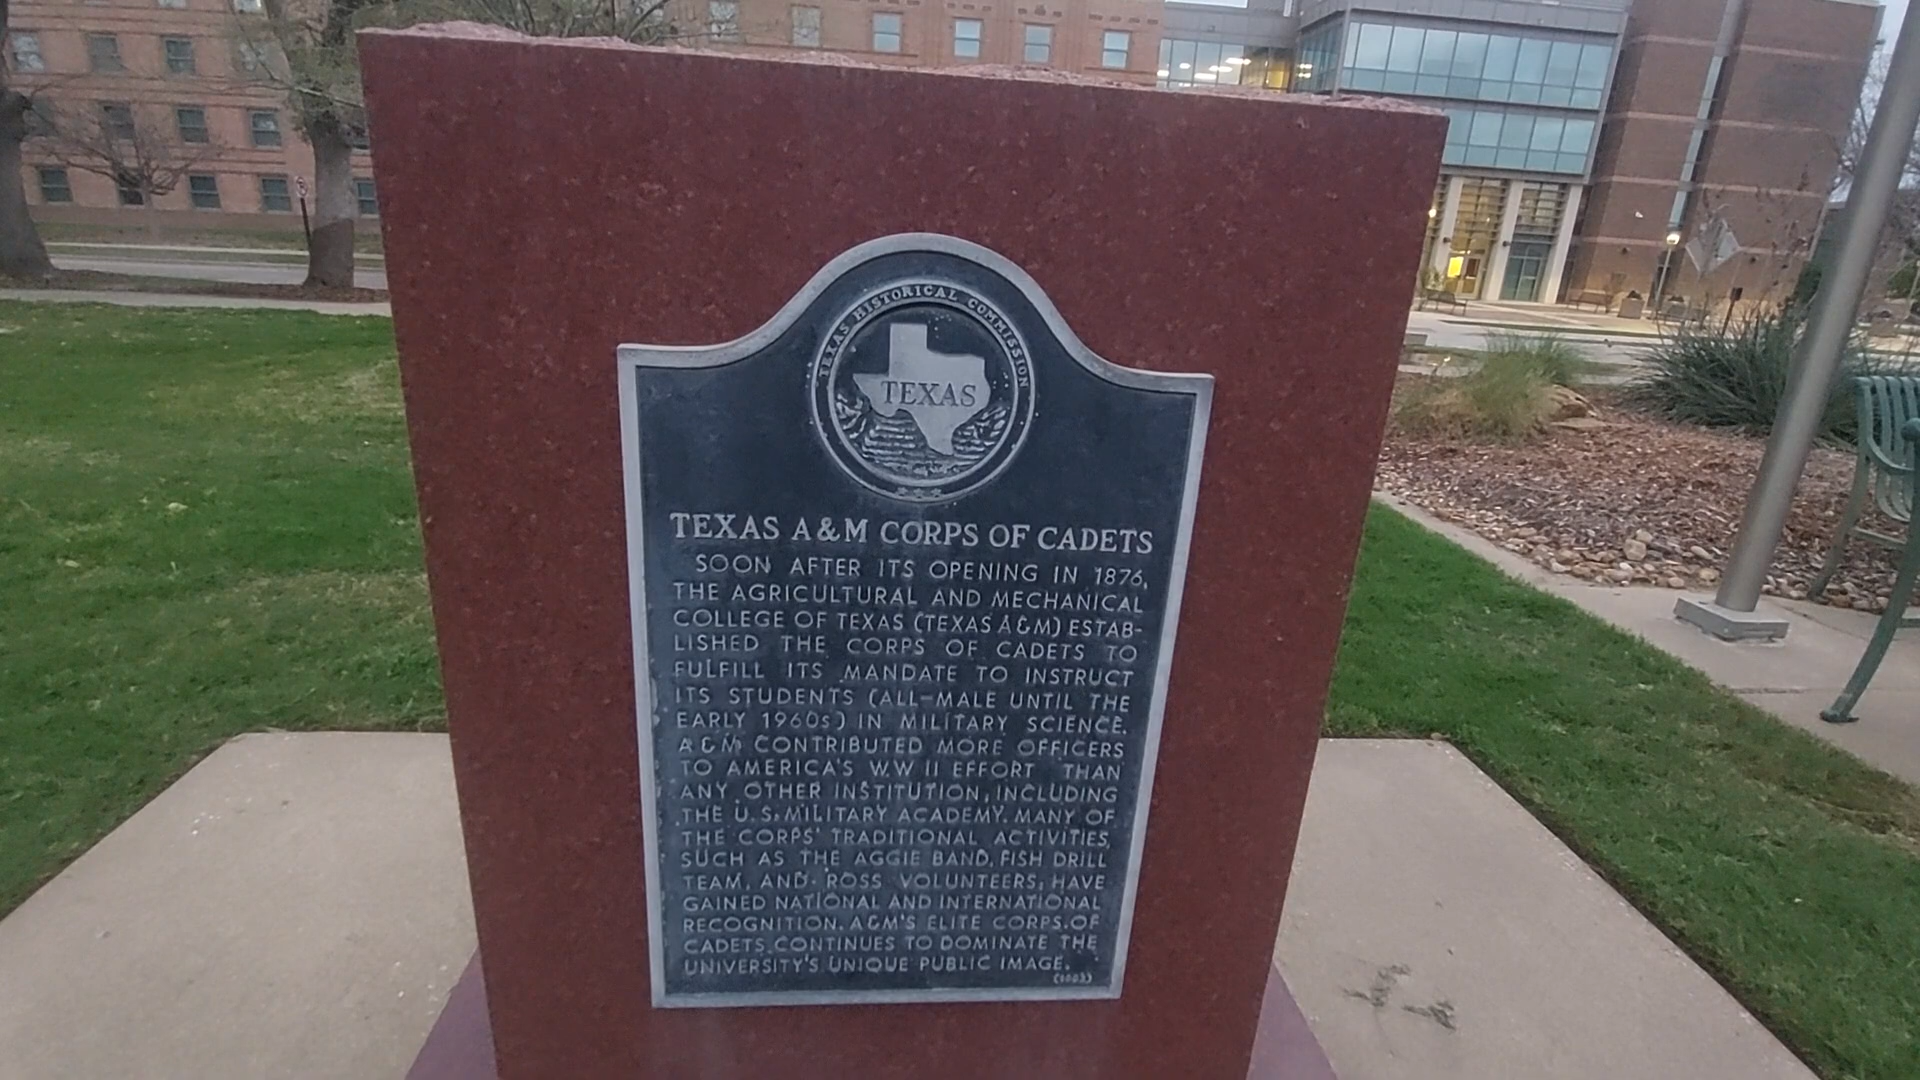 TEXAS HISTORICAL COMMISSION
TEXAS
TEXAS A&M CORPS OF CADETS
SOON AFTER ITS OPENING IN 1876,
THE AGRICULTURAL AND MECHANICAL
COLLEGE OF TEXAS (TEXAS A&M) ESTAB-
LISHED THE CORPS OF CADETS TO
FULFILL ITS MANDATE TO INSTRUCT
ITS STUDENTS (ALL-MALE UNTIL THE
EARLY 1960s) IN MILITARY SCIENCE.
A&M CONTRIBUTED MORE OFFICERS
TO AMERICA'S WW II EFFORT THAN
ANY OTHER INSTITUTION, INCLUDING
THE U.S. MILITARY ACADEMY. MANY OF
THE CORPS' TRADITIONAL ACTIVITIES,
SUCH AS THE AGGIE BAND, FISH DRILL
TEAM, AND ROSS VOLUNTEERS, HAVE
GAINED NATIONAL AND INTERNATIONAL
RECOGNITION. A&M'S ELITE CORPS OF
CADETS CONTINUES TO DOMINATE THE
UNIVERSITY'S UNIQUE PUBLIC IMAGE.